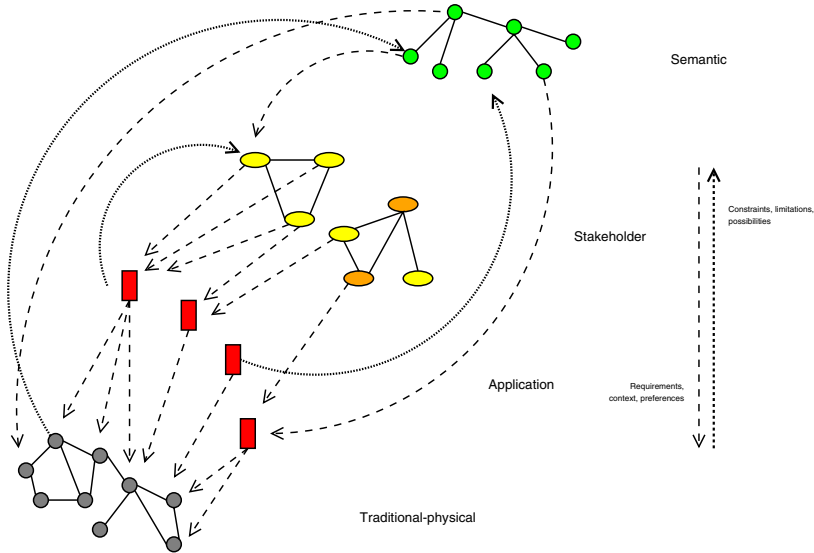 Semantic
Constraints, limitations,
possibilities
Stakeholder
Application
Requirements,
context, preferences
Traditional-physical